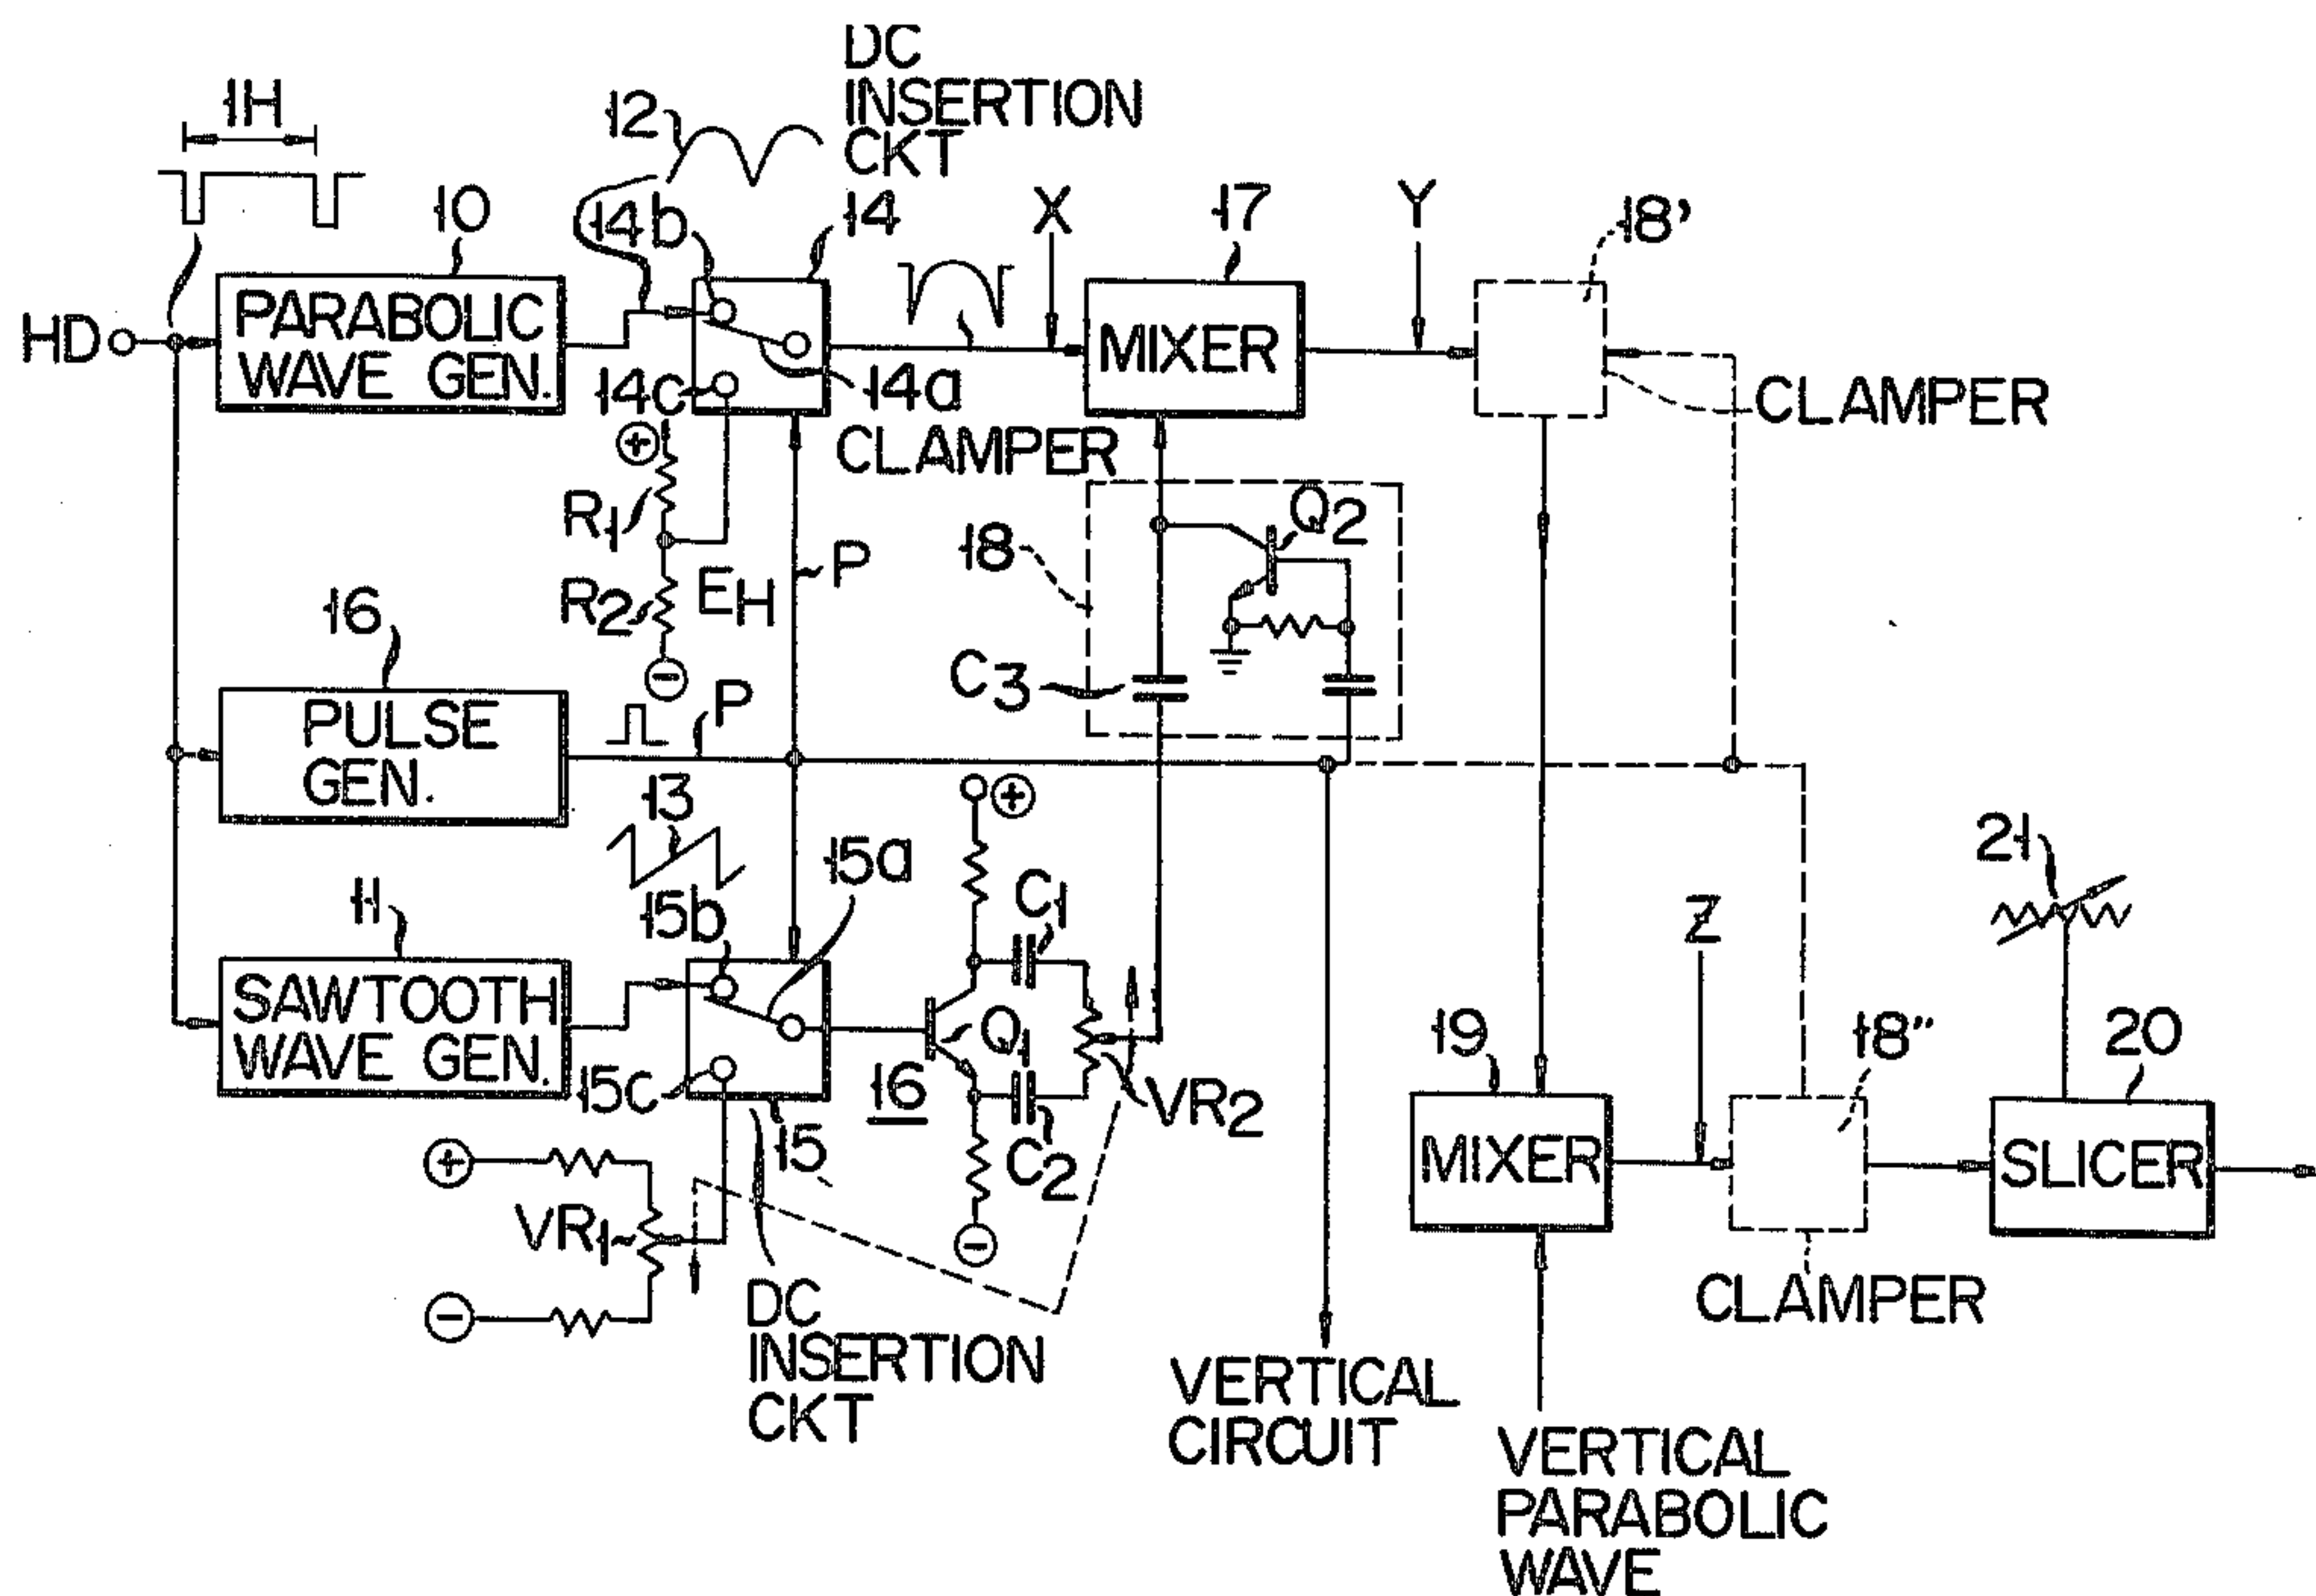 DC
INSERTION
CKT
1H
12
10
14b
14
X
17
Y
18'
HD
PARABOLIC
WAVE GEN.
MIXER
14c
14a
CLAMPER
CLAMPER
+
R1
R2
EH
P
18
Q2
16
−
C3
PULSE
GEN.
P
13
+
15b
15a
C1
21
11
Z
SAWTOOTH
WAVE GEN.
Q1
16
15c
15
C2
VR2
19
18"
20
MIXER
SLICER
+
VR1
−
−
DC
INSERTION
CKT
CLAMPER
VERTICAL
CIRCUIT
VERTICAL
PARABOLIC
WAVE